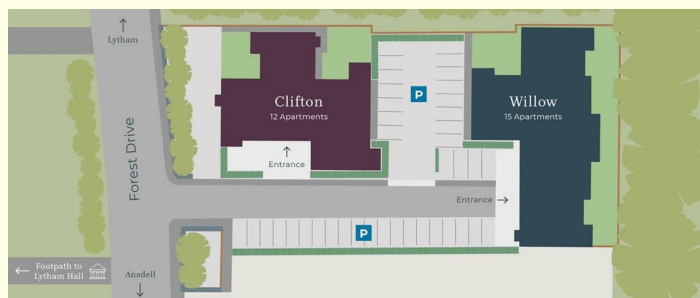 ↑
Lytham
Forest Drive
Clifton
12 Apartments
↑
Entrance
P
Willow
15 Apartments
Entrance →
P
← Footpath to
Lytham Hall
Ansdell
↓